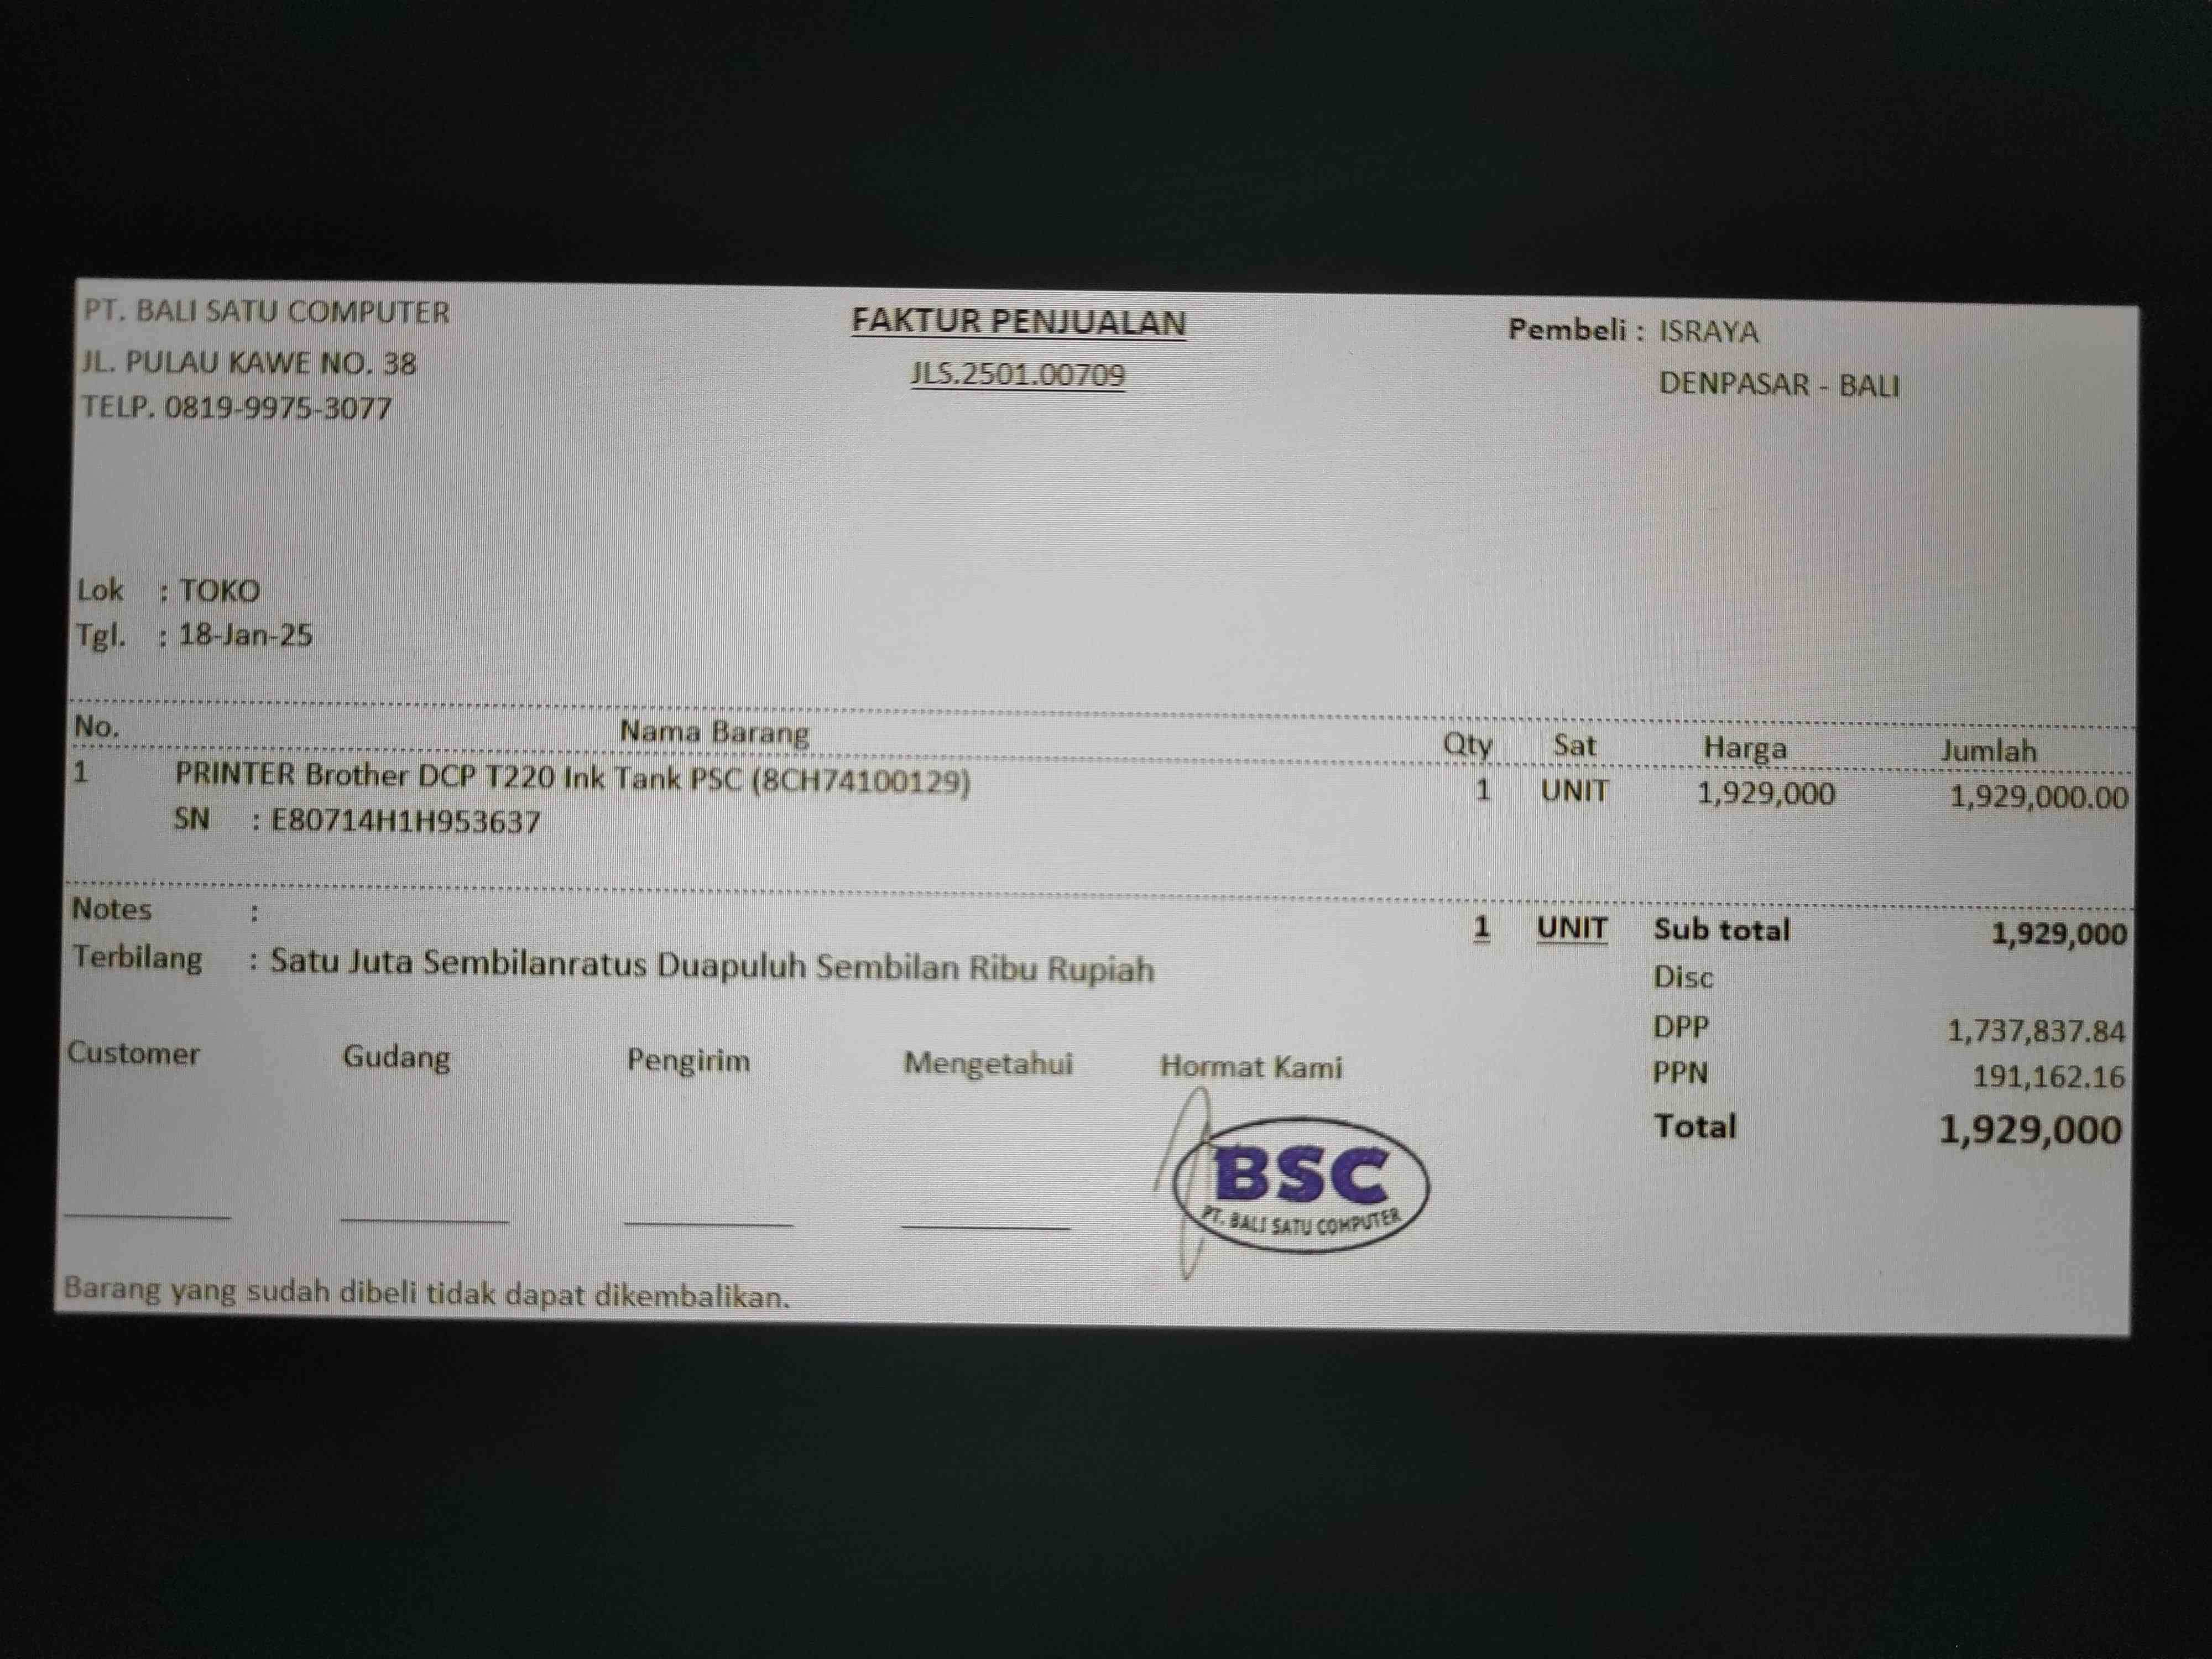 PT. BALI SATU COMPUTER
JL. PULAU KAWE NO. 38
TELP. 0819-9975-3077
FAKTUR PENJUALAN
JLS.2501.00709
Pembeli : ISRAYA
DENPASAR - BALI
Lok : TOKO
Tgl. : 18-Jan-25
No. Nama Barang Qty Sat Harga Jumlah
1 PRINTER Brother DCP T220 Ink Tank PSC (8CH74100129) 1 UNIT 1,929,000 1,929,000.00
SN : E80714H1H953637
Notes : 1 UNIT Sub total 1,929,000
Terbilang : Satu Juta Sembilanratus Duapuluh Sembilan Ribu Rupiah
Disc
DPP 1,737,837.84
PPN 191,162.16
Total 1,929,000
Customer Gudang Pengirim Mengetahui Hormat Kami
BSC
PT. BALI SATU COMPUTER
Barang yang sudah dibeli tidak dapat dikembalikan.